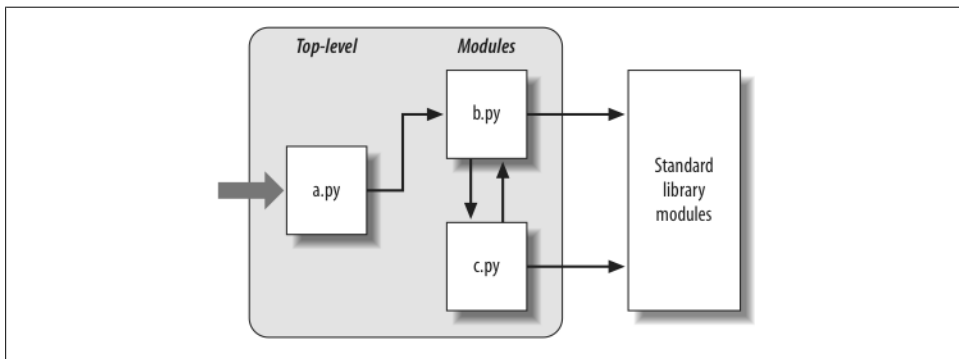 Top-level
Modules
b.py
a.py
Standard
library
modules
c.py